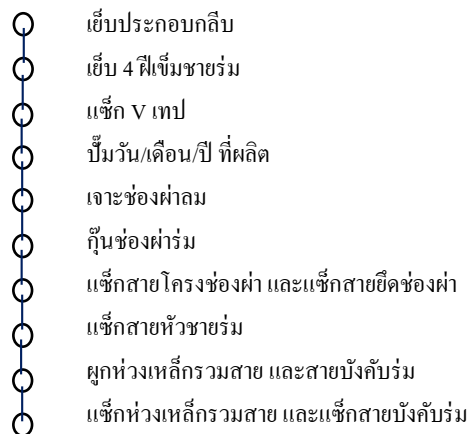 เย็บประกอบกลีบ
เย็บ 4 ฝีเข็มชายร่ม
แซ็ก V เทป
ปั๊มวัน/เดือน/ปี ที่ผลิต
เจาะช่องผ่าลม
กุ๊นช่องผ่าร่ม
แซ็กสายโครงช่องผ่า และแซ็กสายยึดช่องผ่า
แซ็กสายหัวชายร่ม
ผูกห่วงเหล็กรวมสาย และสายบังคับร่ม
แซ็กห่วงเหล็กรวมสาย และแซ็กสายบังคับร่ม